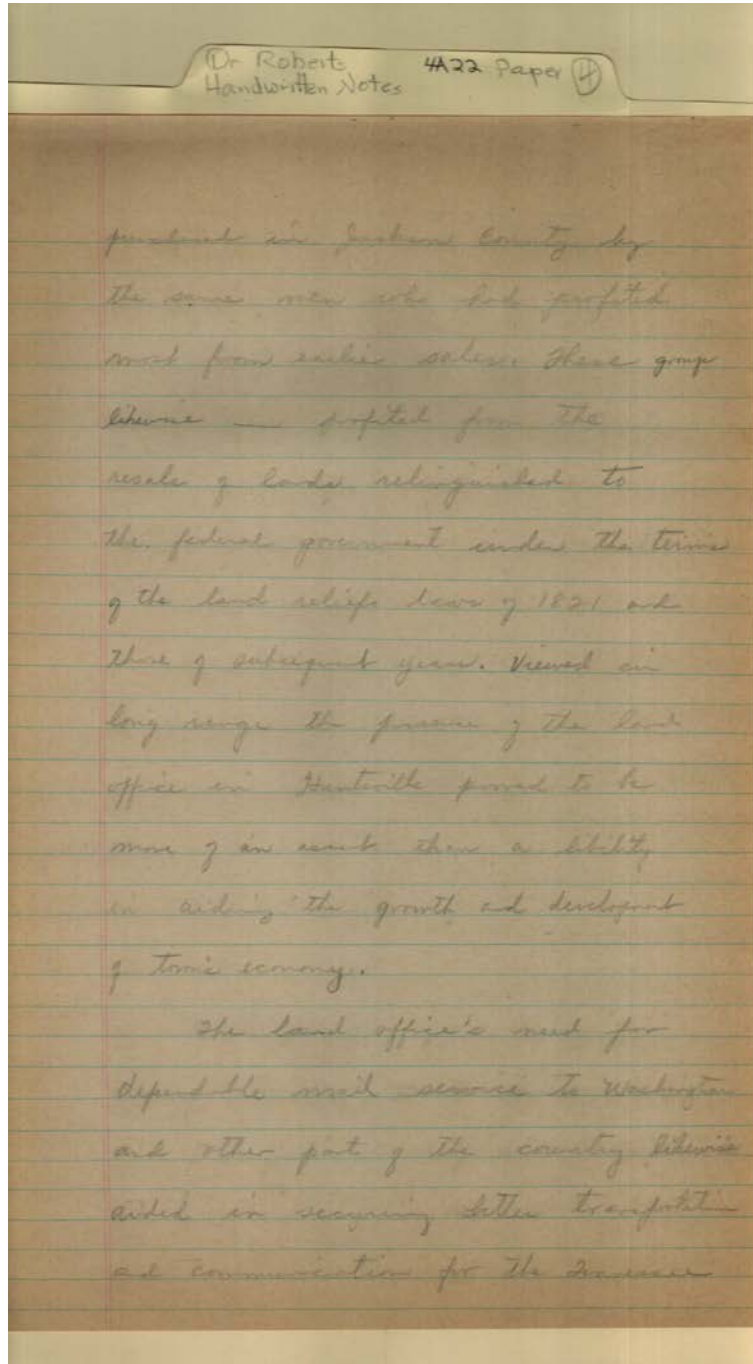 Dr Roberts
Handwritten Notes
4A22 Paper 4
purchased in Jackson County by
the same men who had profited
most from earlier sales. These group
likewise profited from the
resale of lands relinquished to
the federal government under the terms
of the land reliefs laws of 1821 and
those of subsequent years. Viewed in
long range the presence of the land
office in Huntsville proved to be
more of an asset than a libility
in aiding the growth and development
of town's economy.
The land office's need for
dependable mail service to Washington
and other part of the country likewise
aided in securing better transportation
and communication for the Tennessee